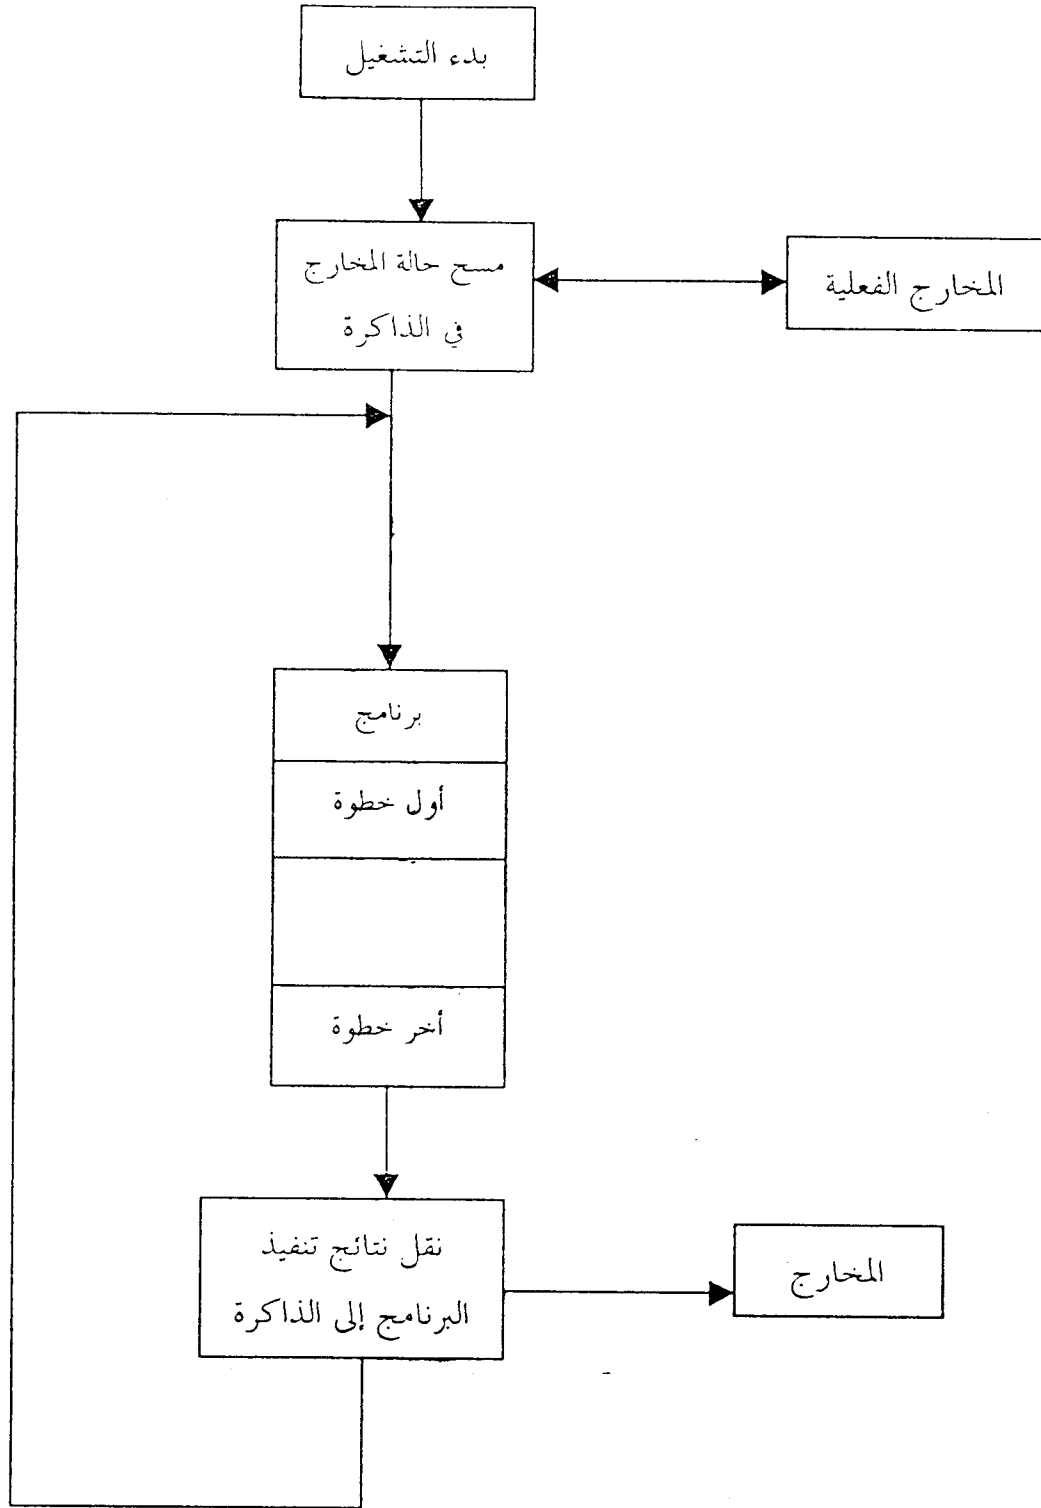 بدء التشغيل
مسح حالة المخارج
في الذاكرة
المخارج الفعلية
برنامج
أول خطوة
أخر خطوة
نقل نتائج تنفيذ
البرنامج إلى الذاكرة
المخارج